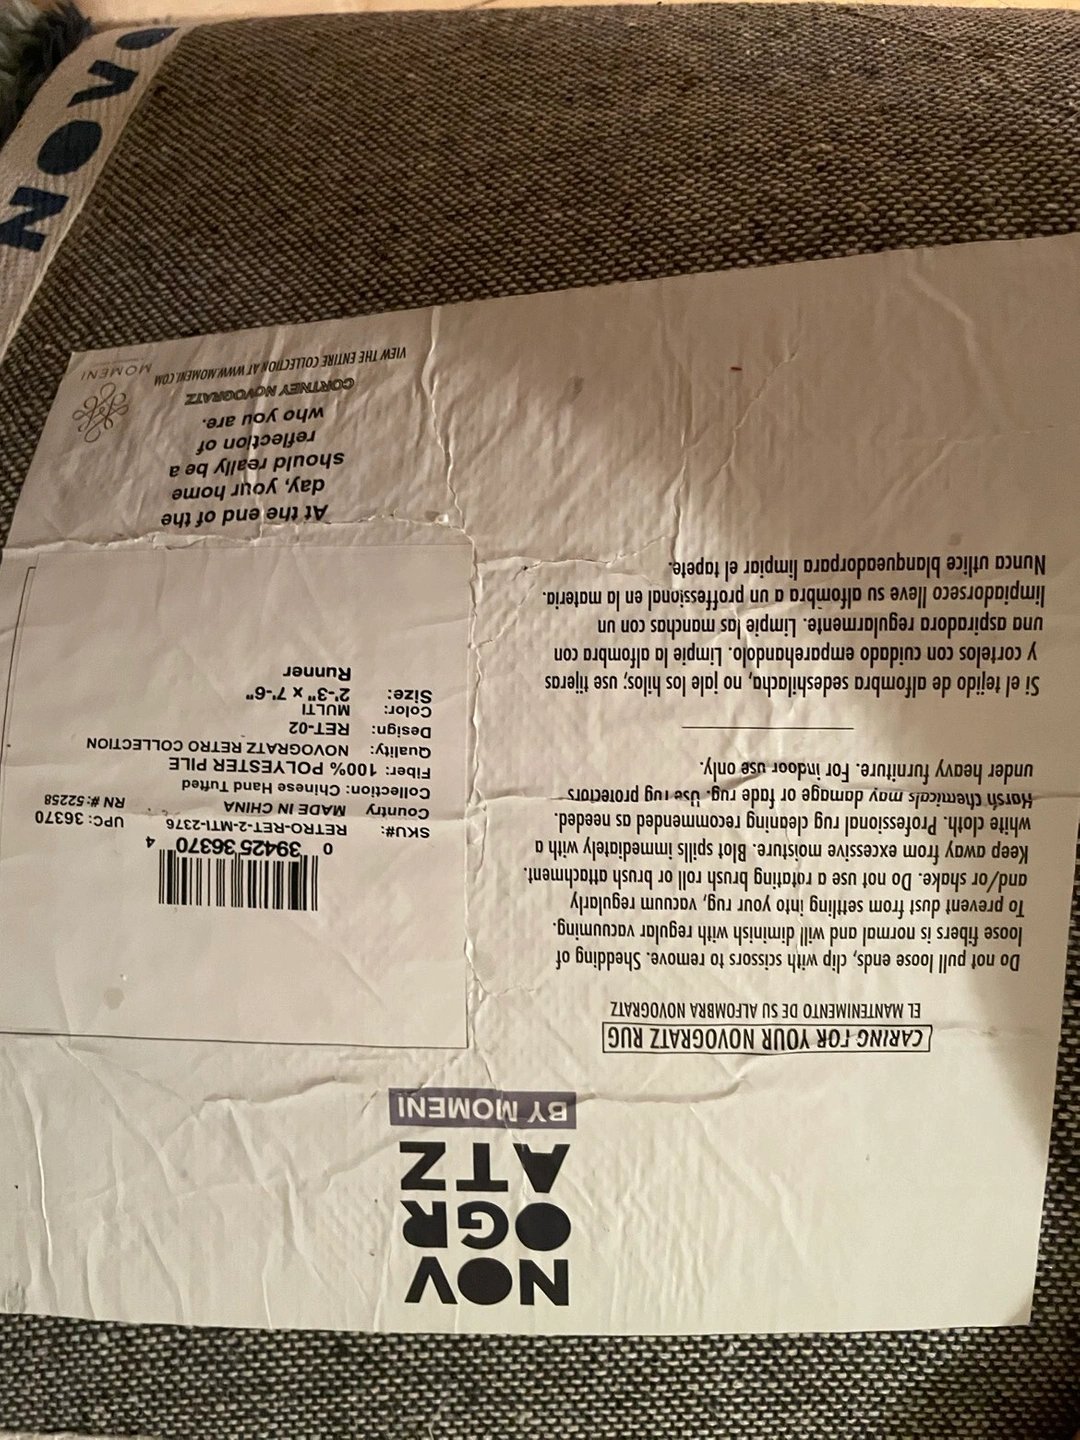 NOV
OGR
ATZ
BY MOMENI
CARING FOR YOUR NOVOGRATZ RUG
EL MANTENIMENTO DE SU ALFOMBRA NOVOGRATZ
Do not pull loose ends, clip with scissors to remove. Shedding of
loose fibers is normal and will diminish with regular vacuuming.
To prevent dust from settling into your rug, vacuum regularly
and/or shake. Do not use a rotating brush roll or brush attachment.
Keep away from excessive moisture. Blot spills immediately with a
white cloth. Professional rug cleaning recommended as needed.
Harsh chemicals may damage or fade rug. Use rug protectors
under heavy furniture. For indoor use only.
Si el tejido de alfombra sedeshilacha, no jale los hilos; use tijeras
y cortelos con cuidado emparehandolo. Limpie la alfombra con
una aspiradora regularmente. Limpie las manchas con un
limpiadorseco lleve su alfombra a un proffessional en la materia.
Nunca utlice blanqueadorpara limpiar el tapete.
0 39425 36370 4
SKU#: RETRO-RET-2-MTI-2376 UPC: 36370
Country MADE IN CHINA RN #: 52258
Collection: Chinese Hand Tufted
Fiber: 100% POLYESTER PILE
Quality: NOVOGRATZ RETRO COLLECTION
Design: RET-02
Color: MULTI
Size: 2'-3" x 7'-6"
Runner
At the end of the
day, your home
should really be a
reflection of
who you are.
CORTNEY NOVOGRATZ
VIEW THE ENTIRE COLLECTION AT WWW.MOMENI.COM
MOMENI
NOVO